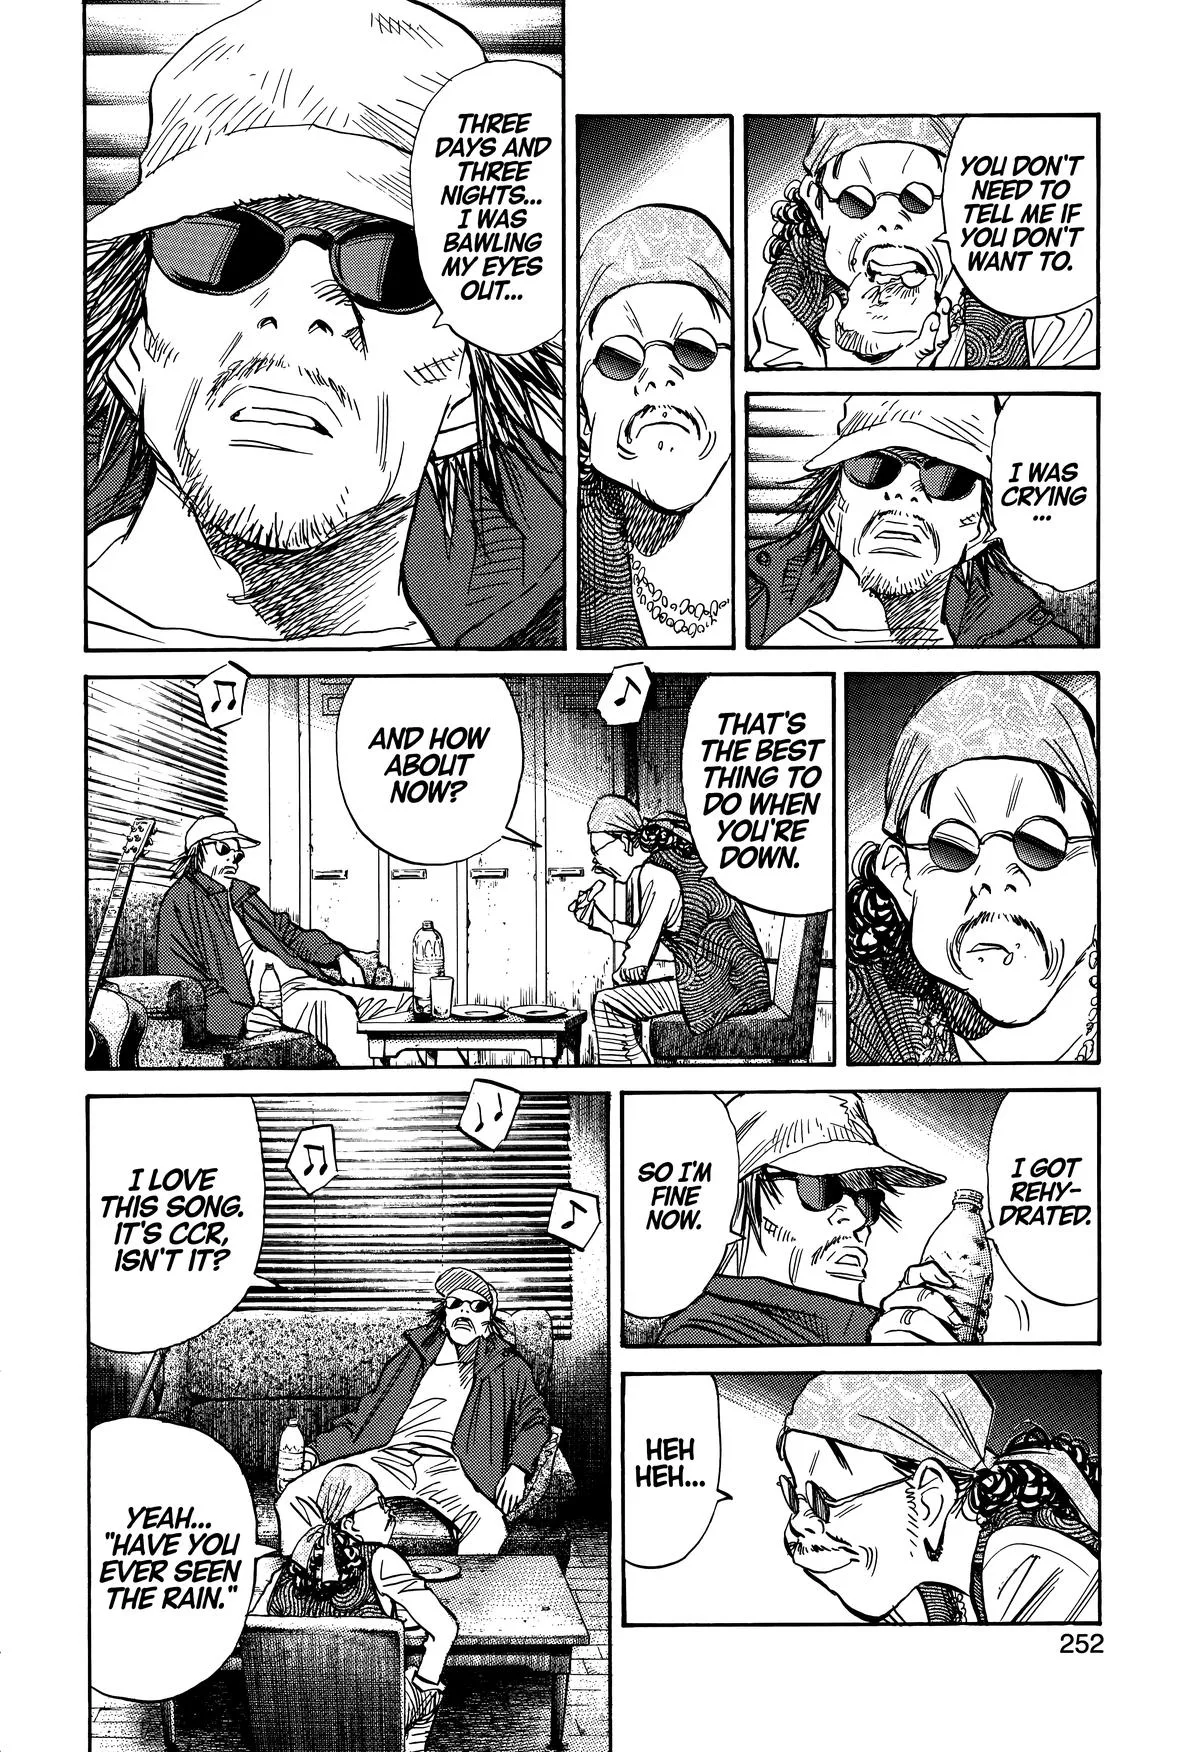 YOU DON'T
NEED TO
TELL ME IF
YOU DON'T
WANT TO.
I WAS
CRYING
...
THREE
DAYS AND
THREE
NIGHTS...
I WAS
BAWLING
MY EYES
OUT...
THAT'S
THE BEST
THING TO
DO WHEN
YOU'RE
DOWN.
AND HOW
ABOUT
NOW?
I GOT
REHY-
DRATED.
SO I'M
FINE
NOW.
HEH
HEH...
I LOVE
THIS SONG.
IT'S CCR,
ISN'T IT?
YEAH...
"HAVE YOU
EVER SEEN
THE RAIN."
252